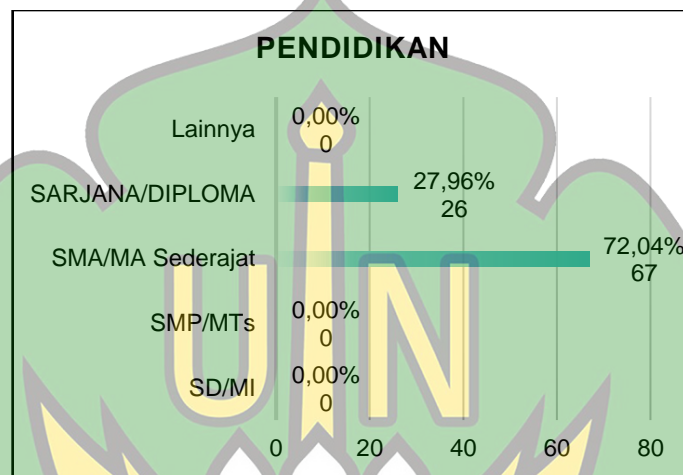 PENDIDIKAN
Lainnya
0,00%
0
SARJANA/DIPLOMA
27,96%
26
SMA/MA Sederajat
72,04%
67
SMP/MTs
0,00%
0
SD/MI
0,00%
0
0 20 40 60 80
UIN